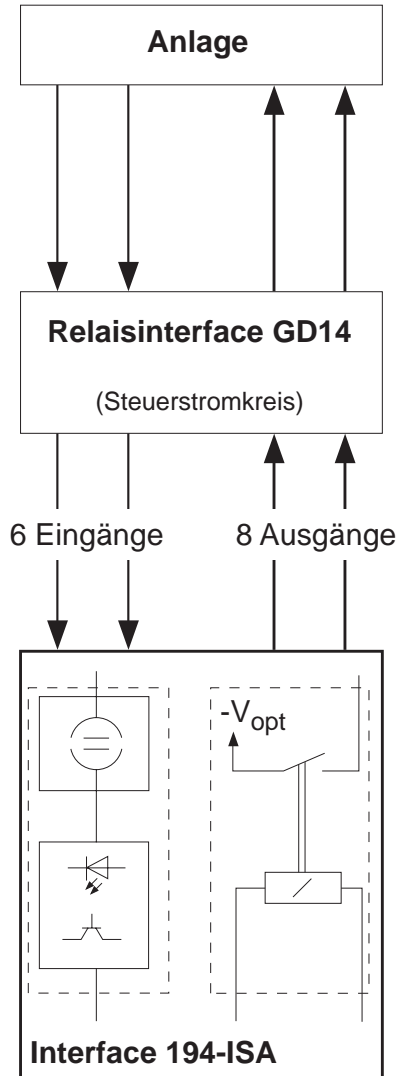 Anlage
Relaisinterface GD14
(Steuerstromkreis)
6 Eingänge 8 Ausgänge
-Vopt
Interface 194-ISA